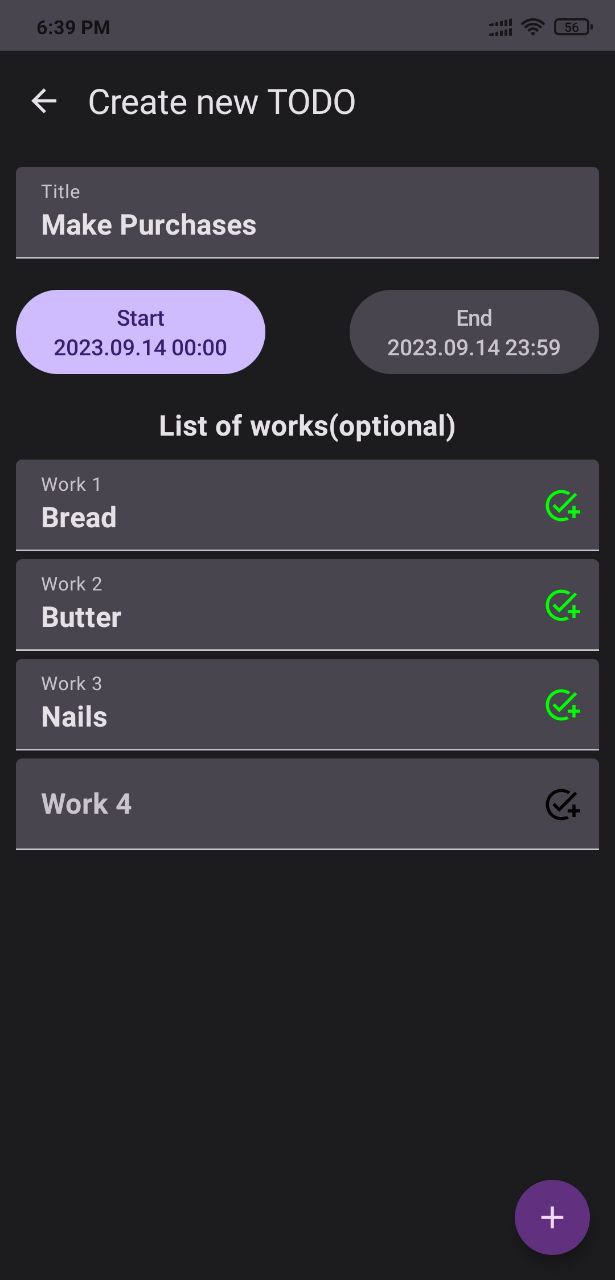 6:39 PM
56
Create new TODO
Title
Make Purchases
Start
2023.09.14 00:00
End
2023.09.14 23:59
List of works(optional)
Work 1
Bread
Work 2
Butter
Work 3
Nails
Work 4